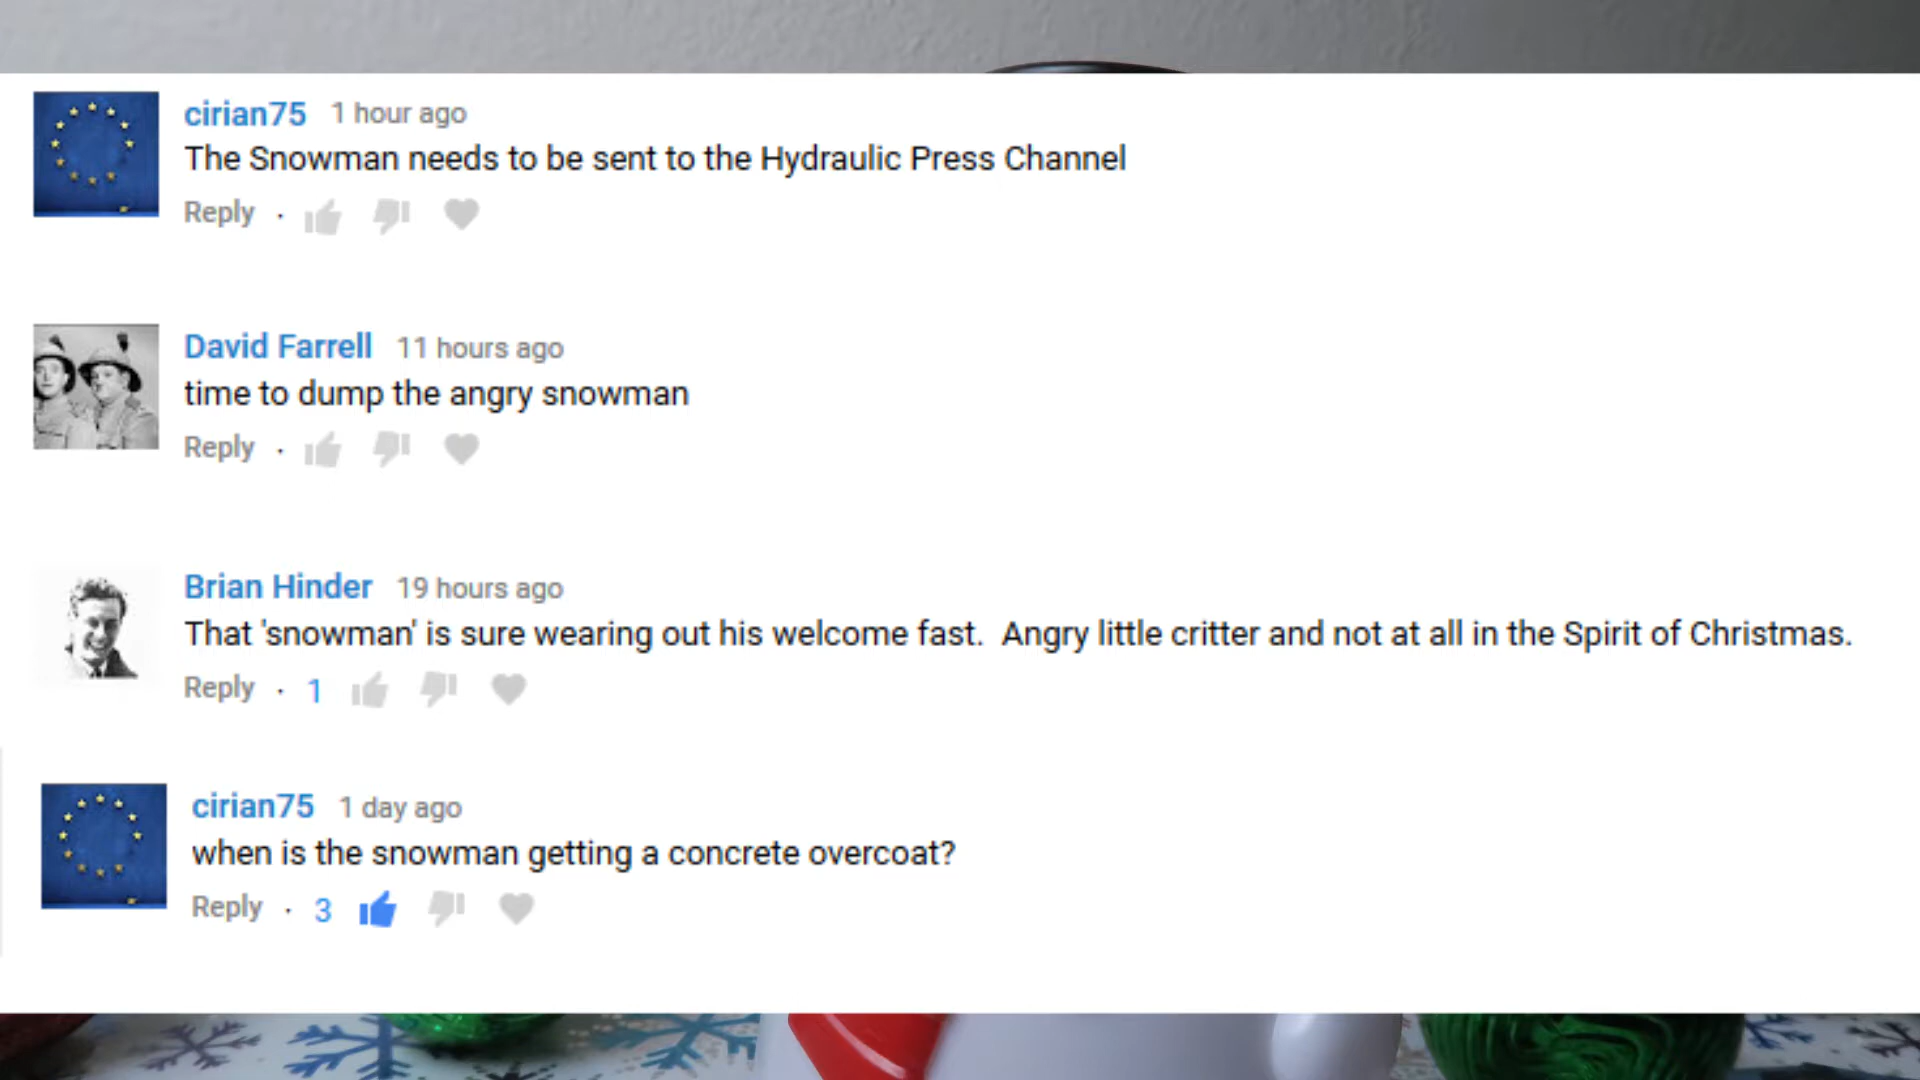 cirian75 1 hour ago
The Snowman needs to be sent to the Hydraulic Press Channel
Reply ·
David Farrell 11 hours ago
time to dump the angry snowman
Reply ·
Brian Hinder 19 hours ago
That 'snowman' is sure wearing out his welcome fast.  Angry little critter and not at all in the Spirit of Christmas.
Reply · 1
cirian75 1 day ago
when is the snowman getting a concrete overcoat?
Reply · 3